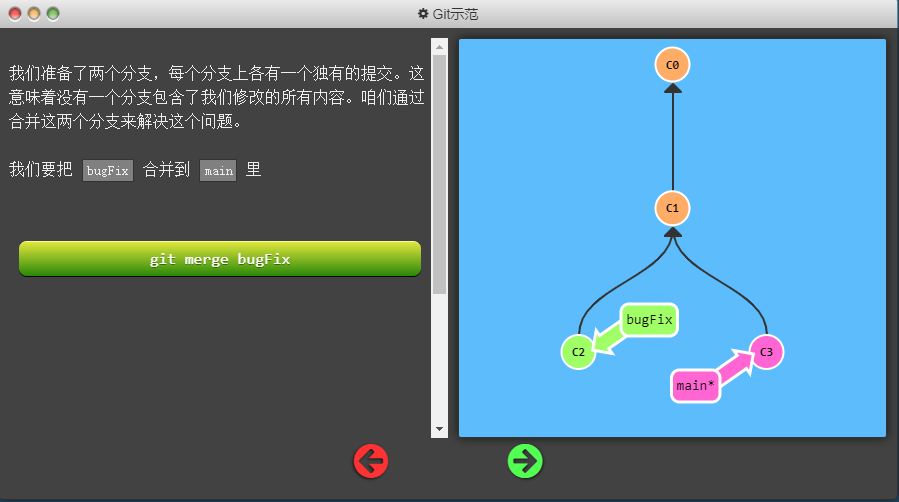 Git示范
我们准备了两个分支，每个分支上各有一个独有的提交。这
意味着没有一个分支包含了我们修改的所有内容。咱们通过
合并这两个分支来解决这个问题。
我们要把 bugFix 合并到 main 里
git merge bugFix
C0
C1
bugFix
C2
C3
main*